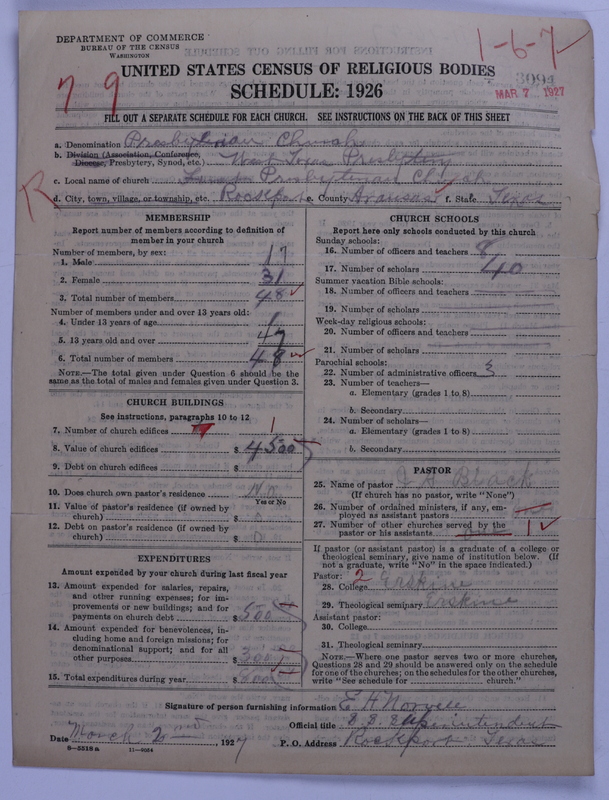 DEPARTMENT OF COMMERCE
BUREAU OF THE CENSUS
WASHINGTON
1-6-7 ✓
7 9
UNITED STATES CENSUS OF RELIGIOUS BODIES
3094
SCHEDULE: 1926
MAR 7 1927
FILL OUT A SEPARATE SCHEDULE FOR EACH CHURCH. SEE INSTRUCTIONS ON THE BACK OF THIS SHEET
a. Denomination Presbyterian Church
b. Division (Association, Conference, Diocese, Presbytery, Synod, etc.) West Texas Presbytery
c. Local name of church Presbyterian Church
R
d. City, town, village, or township, etc. Rockport e. County Aransas f. State Texas
MEMBERSHIP
Report number of members according to definition of member in your church
Number of members, by sex:
1. Male 17
2. Female 31
3. Total number of members 48 ✓
Number of members under and over 13 years old:
4. Under 13 years of age 1
5. 13 years old and over 47
6. Total number of members 48 ✓
NOTE.—The total given under Question 6 should be the same as the total of males and females given under Question 3.
CHURCH BUILDINGS
See instructions, paragraphs 10 to 12
7. Number of church edifices 1
8. Value of church edifices $ 4500
9. Debt on church edifices $
10. Does church own pastor's residence No
Yes or No
11. Value of pastor's residence (if owned by church) $
12. Debt on pastor's residence (if owned by church) $ 0
EXPENDITURES
Amount expended by your church during last fiscal year
13. Amount expended for salaries, repairs, and other running expenses; for improvements or new buildings; and for payments on church debt $ 500
14. Amount expended for benevolences, including home and foreign missions; for denominational support; and for all other purposes $ 300
15. Total expenditures during year $ 800
CHURCH SCHOOLS
Report here only schools conducted by this church
Sunday schools:
16. Number of officers and teachers 8
17. Number of scholars 40
Summer vacation Bible schools:
18. Number of officers and teachers
19. Number of scholars
Week-day religious schools:
20. Number of officers and teachers
21. Number of scholars
Parochial schools:
22. Number of administrative officers
23. Number of teachers—
a. Elementary (grades 1 to 8)
b. Secondary
24. Number of scholars—
a. Elementary (grades 1 to 8)
b. Secondary
PASTOR
25. Name of pastor Black
(If church has no pastor, write "None")
26. Number of ordained ministers, if any, employed as assistant pastors
27. Number of other churches served by the pastor or his assistants 1 ✓
If pastor (or assistant pastor) is a graduate of a college or theological seminary, give name of institution below. (If not a graduate, write "No" in the space indicated.)
Pastor: 2
28. College Erskine
29. Theological seminary Erskine
Assistant pastor:
30. College
31. Theological seminary
NOTE.—Where one pastor serves two or more churches, Questions 28 and 29 should be answered only on the schedule for one of the churches; on the schedules for the other churches, write "See schedule for church."
Signature of person furnishing information E H Norvell
Official title S. S. Superintendent
Date March 2nd, 1927
P. O. Address Rockport Texas
8—5518 a 11—9054